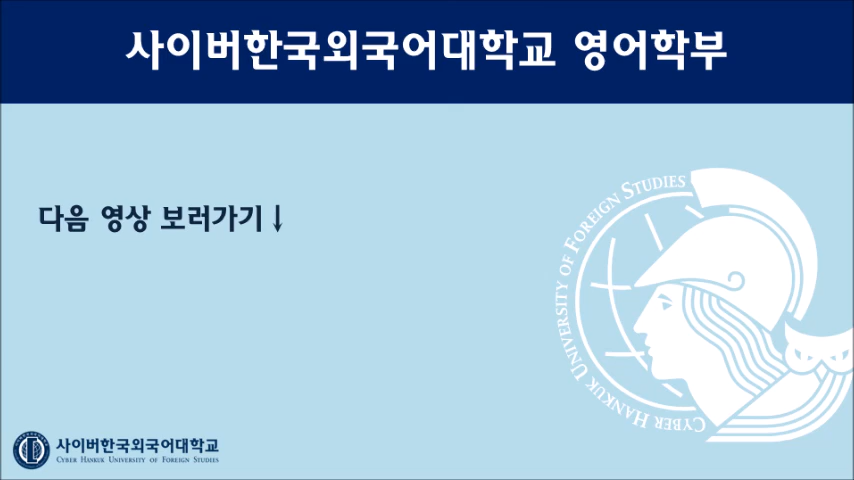 사이버한국외국어대학교 영어학부
다음 영상 보러가기↓
CYBER HANKUK UNIVERSITY OF FOREIGN STUDIES
사이버한국외국어대학교
CYBER HANKUK UNIVERSITY OF FOREIGN STUDIES